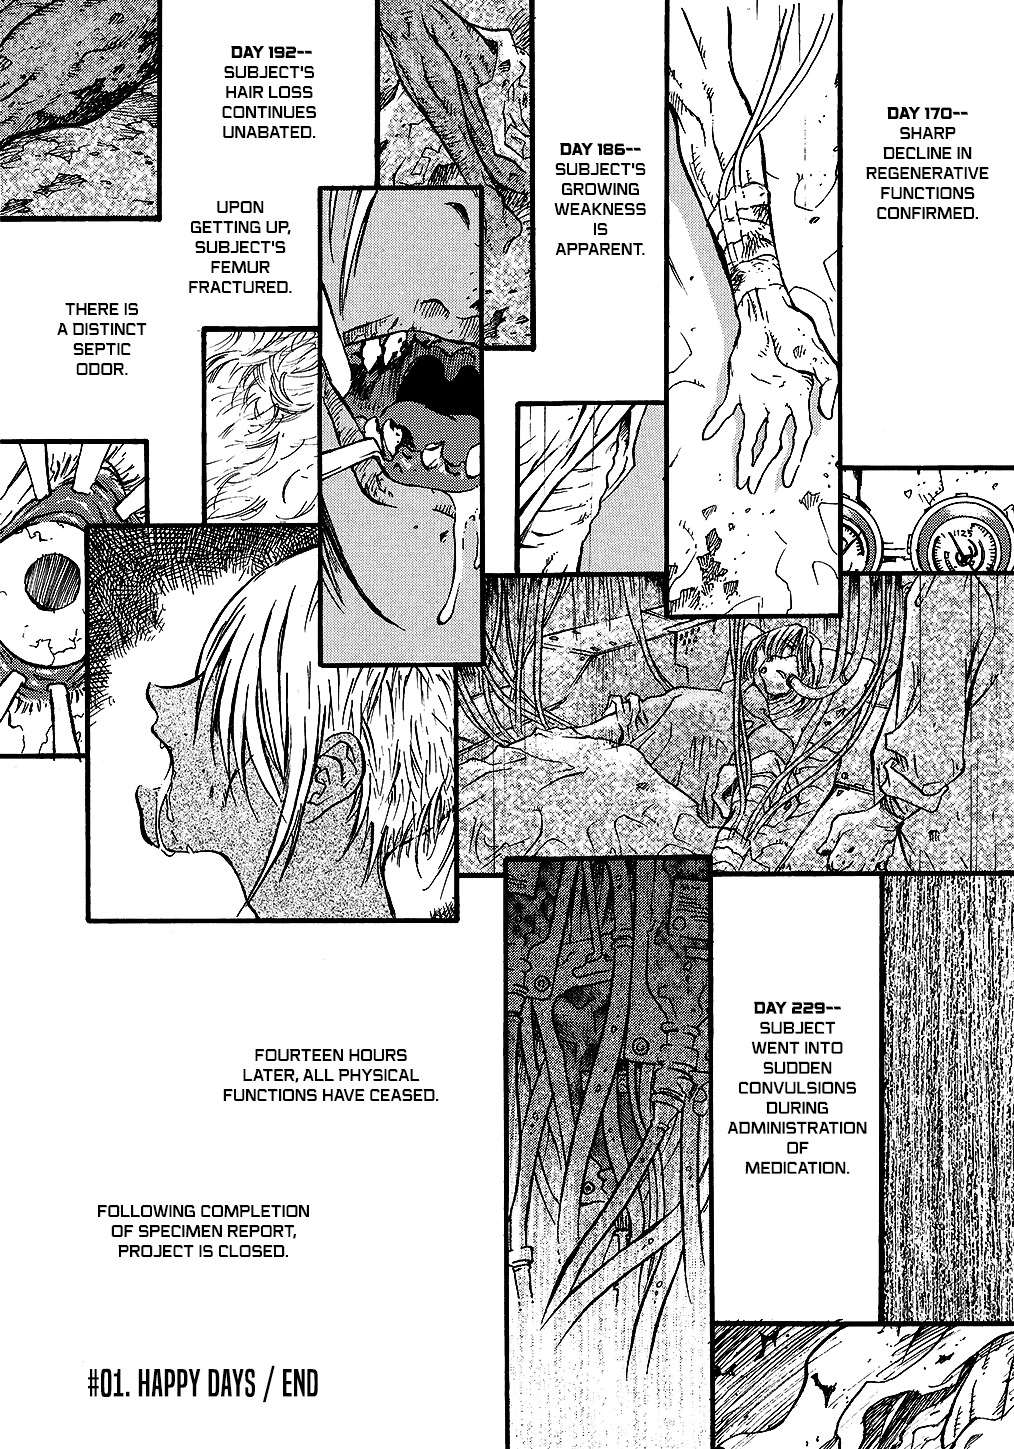 DAY 170--
SHARP
DECLINE IN
REGENERATIVE
FUNCTIONS
CONFIRMED.
DAY 186--
SUBJECT'S
GROWING
WEAKNESS
IS
APPARENT.
DAY 192--
SUBJECT'S
HAIR LOSS
CONTINUES
UNABATED.
UPON
GETTING UP,
SUBJECT'S
FEMUR
FRACTURED.
THERE IS
A DISTINCT
SEPTIC
ODOR.
DAY 229--
SUBJECT
WENT INTO
SUDDEN
CONVULSIONS
DURING
ADMINISTRATION
OF
MEDICATION.
FOURTEEN HOURS
LATER, ALL PHYSICAL
FUNCTIONS HAVE CEASED.
FOLLOWING COMPLETION
OF SPECIMEN REPORT,
PROJECT IS CLOSED.
#01. HAPPY DAYS / END